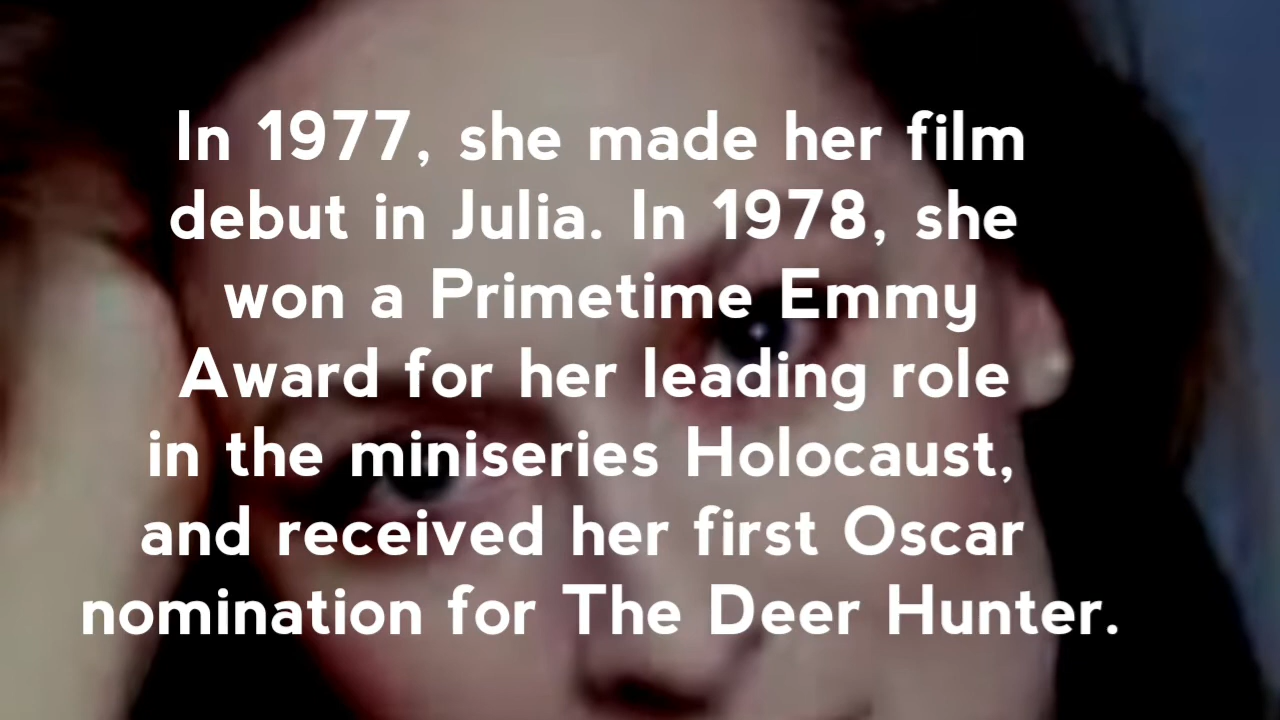 In 1977, she made her film
debut in Julia. In 1978, she
won a Primetime Emmy
Award for her leading role
in the miniseries Holocaust,
and received her first Oscar
nomination for The Deer Hunter.